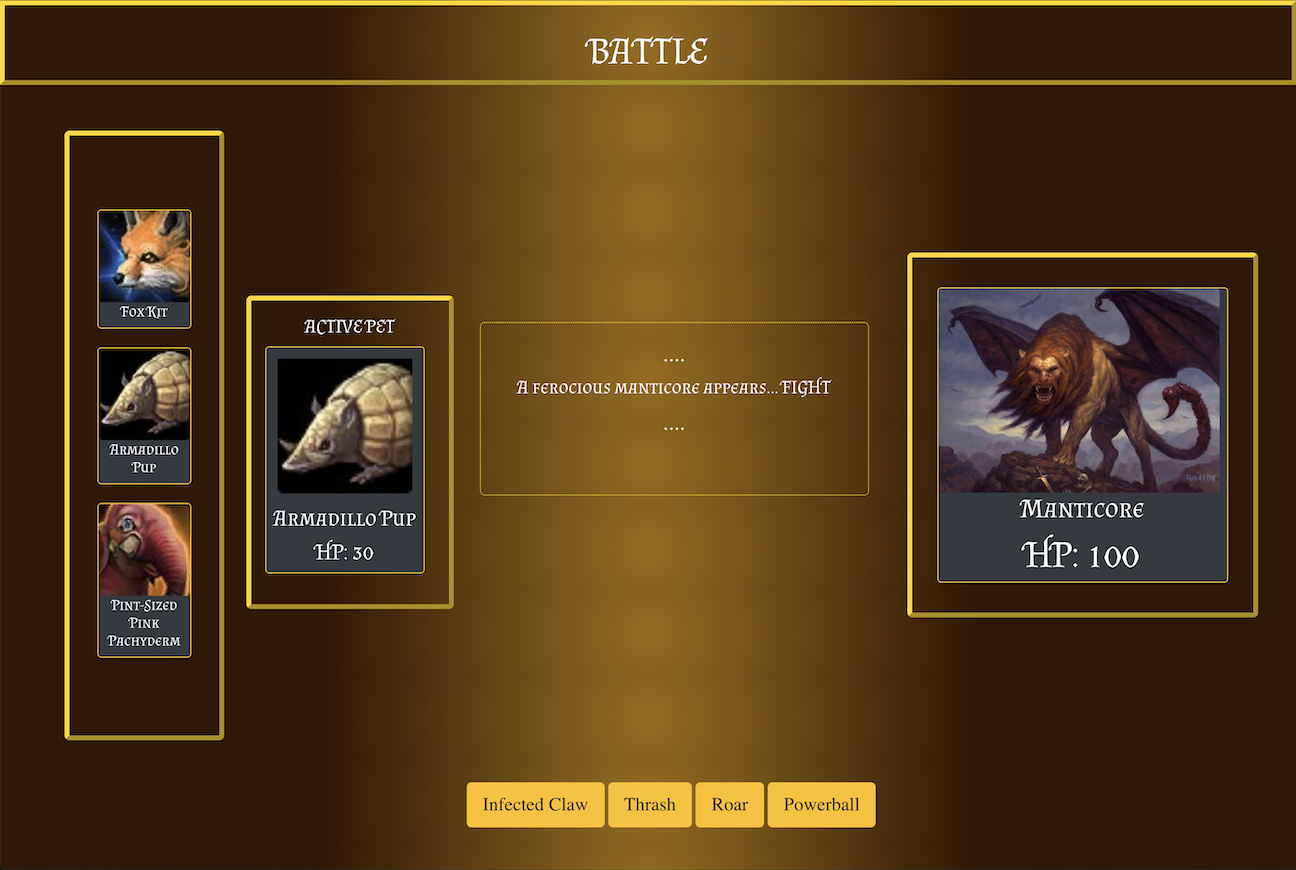 BATTLE
Fox Kit
Armadillo
Pup
Pint-Sized
Pink
Pachyderm
ACTIVE PET
Armadillo Pup
HP: 30
....
A ferocious manticore appears...FIGHT
....
Manticore
HP: 100
Infected Claw
Thrash
Roar
Powerball